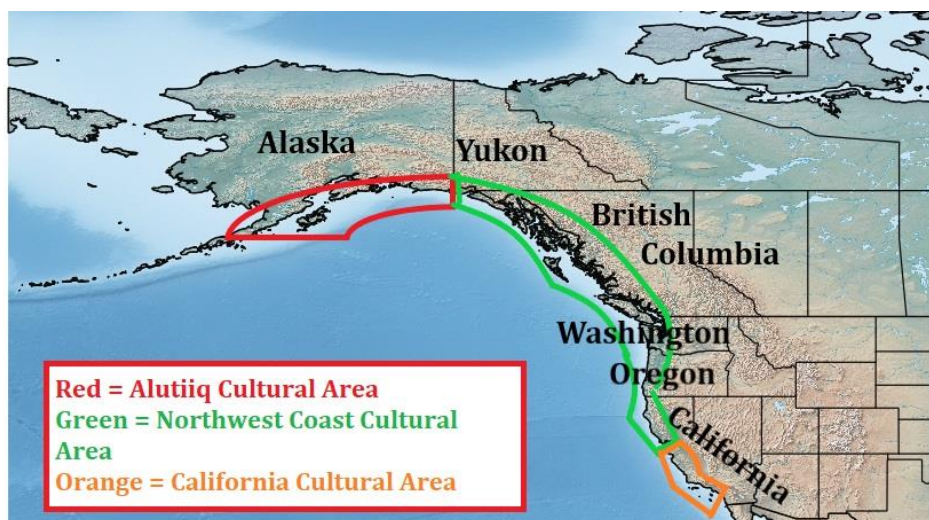 Alaska
Yukon
British
Columbia
Washington
Oregon
California
Red = Alutiiq Cultural Area
Green = Northwest Coast Cultural
Area
Orange = California Cultural Area